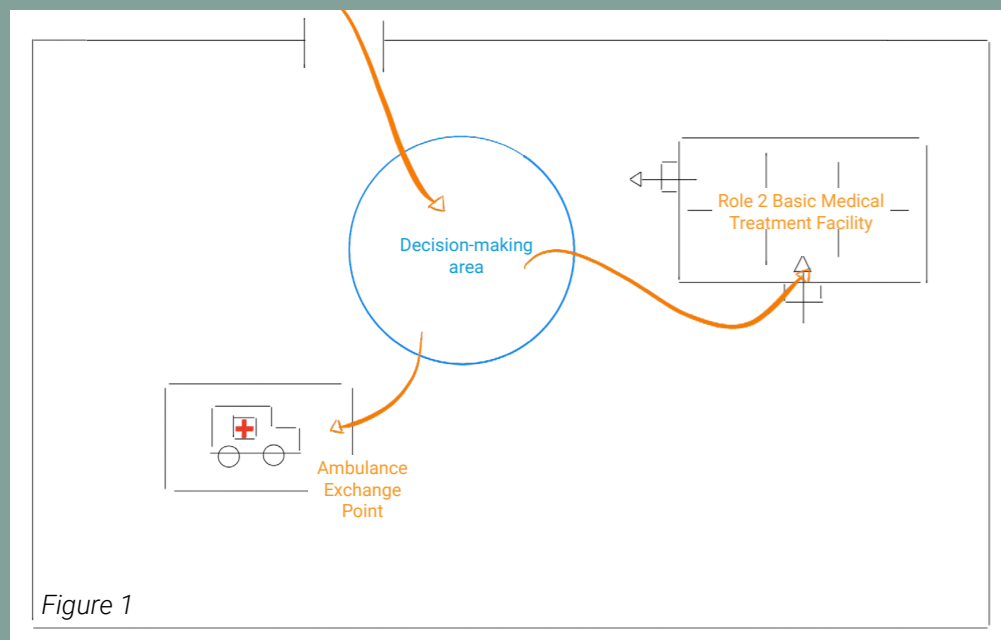 Decision-making
area
Role 2 Basic Medical
Treatment Facility
Ambulance
Exchange
Point
Figure 1